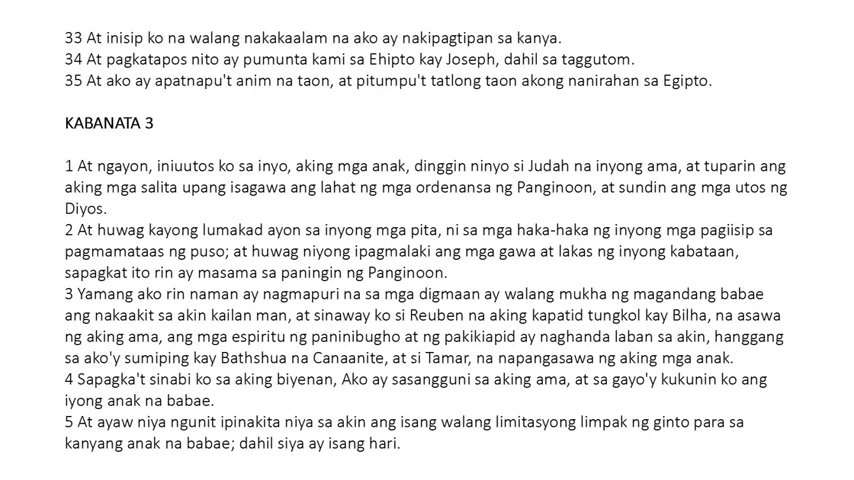 33 At inisip ko na walang nakakaalam na ako ay nakipagtipan sa kanya.
34 At pagkatapos nito ay pumunta kami sa Ehipto kay Joseph, dahil sa taggutom.
35 At ako ay apatnapu't anim na taon, at pitumpu't tatlong taon akong nanirahan sa Egipto.
KABANATA 3
1 At ngayon, iniuutos ko sa inyo, aking mga anak, dinggin ninyo si Judah na inyong ama, at tuparin ang
aking mga salita upang isagawa ang lahat ng mga ordenansa ng Panginoon, at sundin ang mga utos ng
Diyos.
2 At huwag kayong lumakad ayon sa inyong mga pita, ni sa mga haka-haka ng inyong mga pagiisip sa
pagmamataas ng puso; at huwag niyong ipagmalaki ang mga gawa at lakas ng inyong kabataan,
sapagkat ito rin ay masama sa paningin ng Panginoon.
3 Yamang ako rin naman ay nagmapuri na sa mga digmaan ay walang mukha ng magandang babae
ang nakaakit sa akin kailan man, at sinaway ko si Reuben na aking kapatid tungkol kay Bilha, na asawa
ng aking ama, ang mga espiritu ng paninibugho at ng pakikiapid ay naghanda laban sa akin, hanggang
sa ako'y sumiping kay Bathshua na Canaanite, at si Tamar, na napangasawa ng aking mga anak.
4 Sapagka't sinabi ko sa aking biyenan, Ako ay sasangguni sa aking ama, at sa gayo'y kukunin ko ang
iyong anak na babae.
5 At ayaw niya ngunit ipinakita niya sa akin ang isang walang limitasyong limpak ng ginto para sa
kanyang anak na babae; dahil siya ay isang hari.